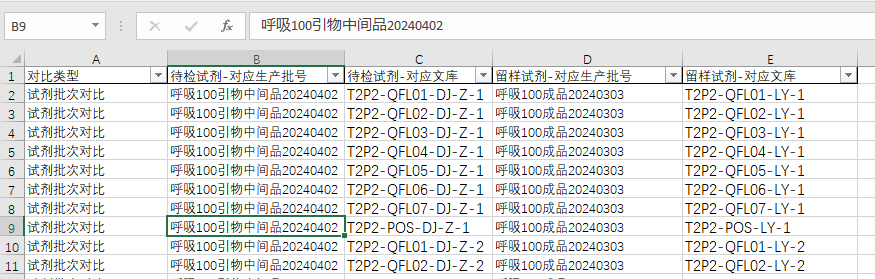 B9 呼吸100引物中间品20240402
A B C D E
1 对比类型 待检试剂-对应生产批号 待检试剂-对应文库 留样试剂-对应生产批号 留样试剂-对应文库
2 试剂批次对比 呼吸100引物中间品20240402 T2P2-QFL01-DJ-Z-1 呼吸100成品20240303 T2P2-QFL01-LY-1
3 试剂批次对比 呼吸100引物中间品20240402 T2P2-QFL02-DJ-Z-1 呼吸100成品20240303 T2P2-QFL02-LY-1
4 试剂批次对比 呼吸100引物中间品20240402 T2P2-QFL03-DJ-Z-1 呼吸100成品20240303 T2P2-QFL03-LY-1
5 试剂批次对比 呼吸100引物中间品20240402 T2P2-QFL04-DJ-Z-1 呼吸100成品20240303 T2P2-QFL04-LY-1
6 试剂批次对比 呼吸100引物中间品20240402 T2P2-QFL05-DJ-Z-1 呼吸100成品20240303 T2P2-QFL05-LY-1
7 试剂批次对比 呼吸100引物中间品20240402 T2P2-QFL06-DJ-Z-1 呼吸100成品20240303 T2P2-QFL06-LY-1
8 试剂批次对比 呼吸100引物中间品20240402 T2P2-QFL07-DJ-Z-1 呼吸100成品20240303 T2P2-QFL07-LY-1
9 试剂批次对比 呼吸100引物中间品20240402 T2P2-POS-DJ-Z-1 呼吸100成品20240303 T2P2-POS-LY-1
10 试剂批次对比 呼吸100引物中间品20240402 T2P2-QFL01-DJ-Z-2 呼吸100成品20240303 T2P2-QFL01-LY-2
11 试剂批次对比 呼吸100引物中间品20240402 T2P2-QFL02-DJ-Z-2 呼吸100成品20240303 T2P2-QFL02-LY-2